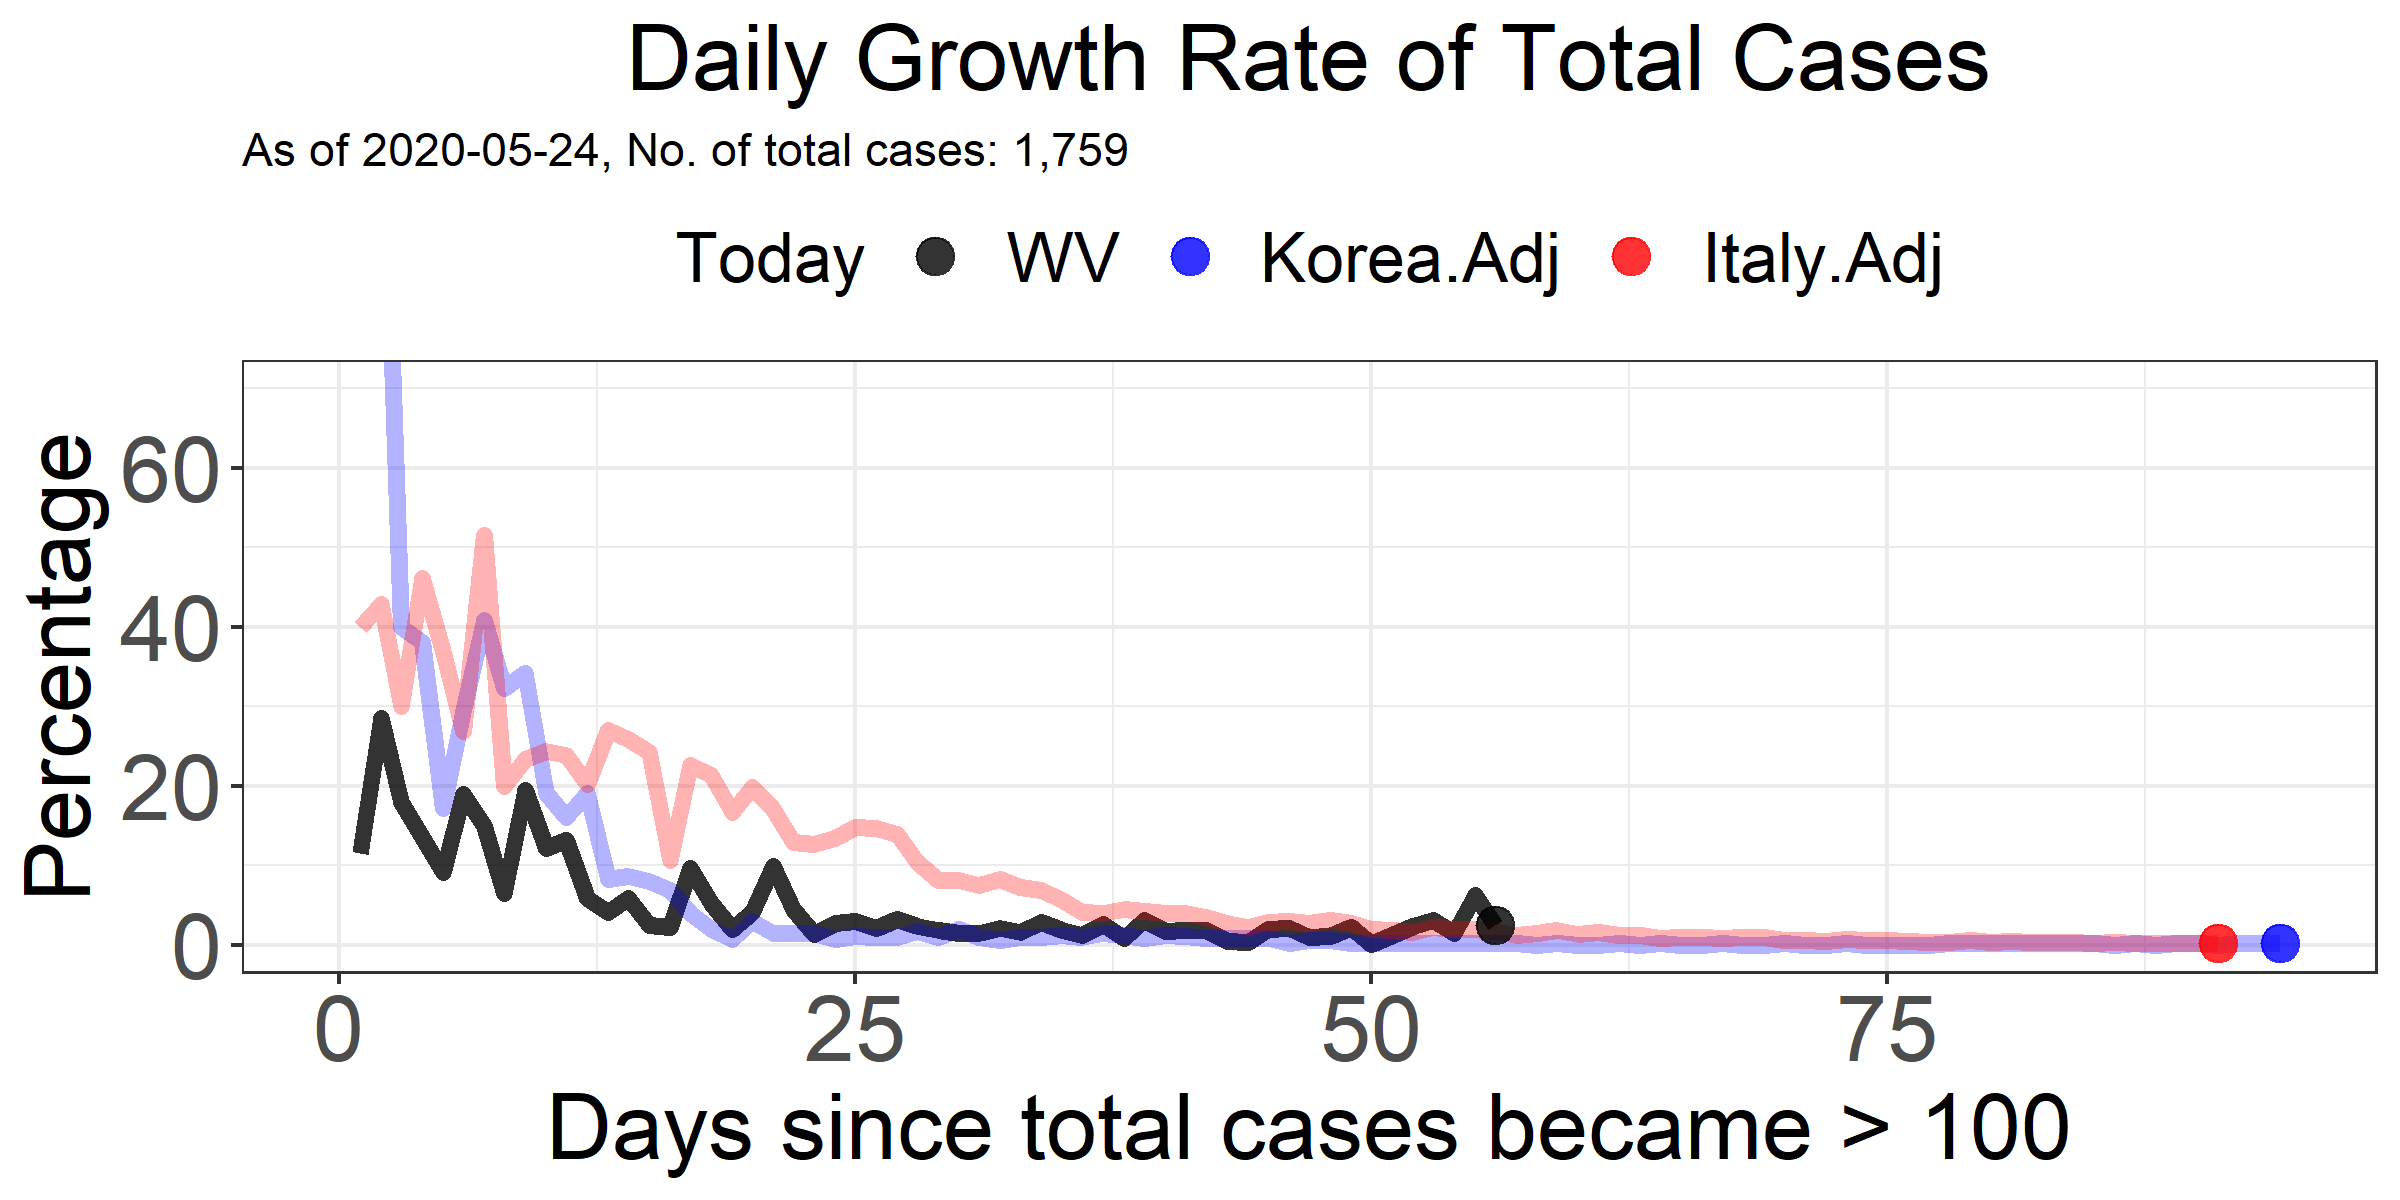 Daily Growth Rate of Total Cases
As of 2020-05-24, No. of total cases: 1,759
Today WV Korea.Adj Italy.Adj
Percentage
60
40
20
0
0 25 50 75
Days since total cases became > 100